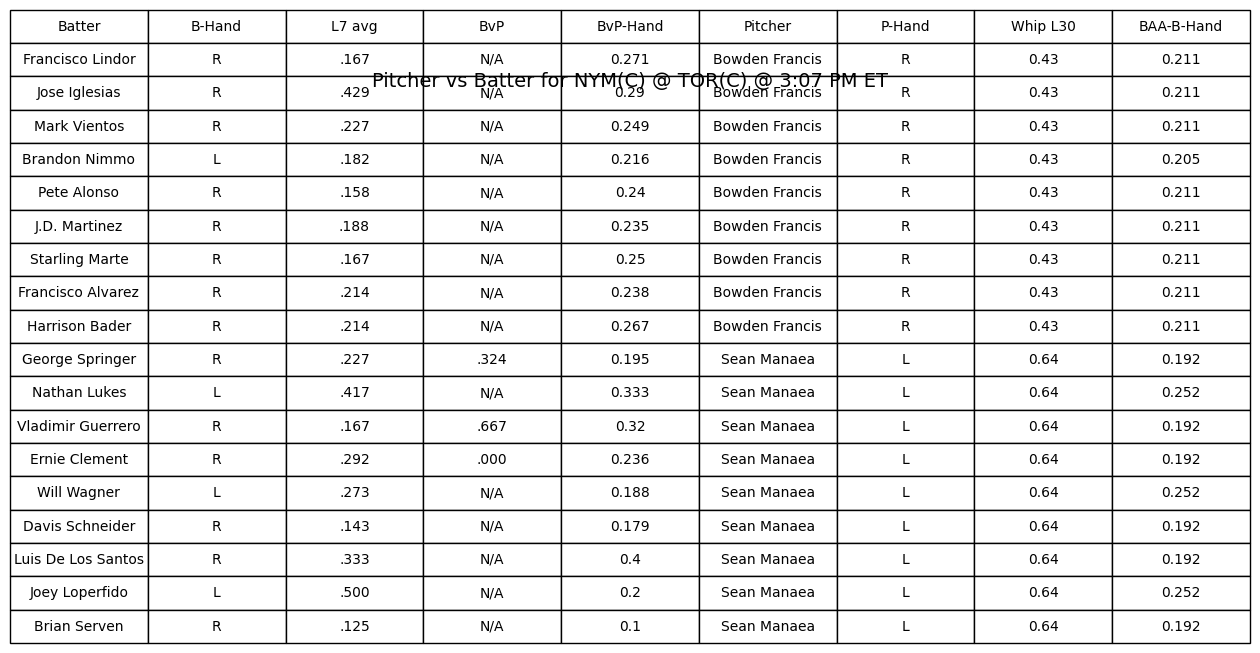 Batter B-Hand L7 avg BvP BvP-Hand Pitcher P-Hand Whip L30 BAA-B-Hand
Francisco Lindor R .167 N/A 0.271 Bowden Francis R 0.43 0.211
Pitcher vs Batter for NYM(C) @ TOR(C) @ 3:07 PM ET
Jose Iglesias R .429 N/A 0.29 Bowden Francis R 0.43 0.211
Mark Vientos R .227 N/A 0.249 Bowden Francis R 0.43 0.211
Brandon Nimmo L .182 N/A 0.216 Bowden Francis R 0.43 0.205
Pete Alonso R .158 N/A 0.24 Bowden Francis R 0.43 0.211
J.D. Martinez R .188 N/A 0.235 Bowden Francis R 0.43 0.211
Starling Marte R .167 N/A 0.25 Bowden Francis R 0.43 0.211
Francisco Alvarez R .214 N/A 0.238 Bowden Francis R 0.43 0.211
Harrison Bader R .214 N/A 0.267 Bowden Francis R 0.43 0.211
George Springer R .227 .324 0.195 Sean Manaea L 0.64 0.192
Nathan Lukes L .417 N/A 0.333 Sean Manaea L 0.64 0.252
Vladimir Guerrero R .167 .667 0.32 Sean Manaea L 0.64 0.192
Ernie Clement R .292 .000 0.236 Sean Manaea L 0.64 0.192
Will Wagner L .273 N/A 0.188 Sean Manaea L 0.64 0.252
Davis Schneider R .143 N/A 0.179 Sean Manaea L 0.64 0.192
Luis De Los Santos R .333 N/A 0.4 Sean Manaea L 0.64 0.192
Joey Loperfido L .500 N/A 0.2 Sean Manaea L 0.64 0.252
Brian Serven R .125 N/A 0.1 Sean Manaea L 0.64 0.192